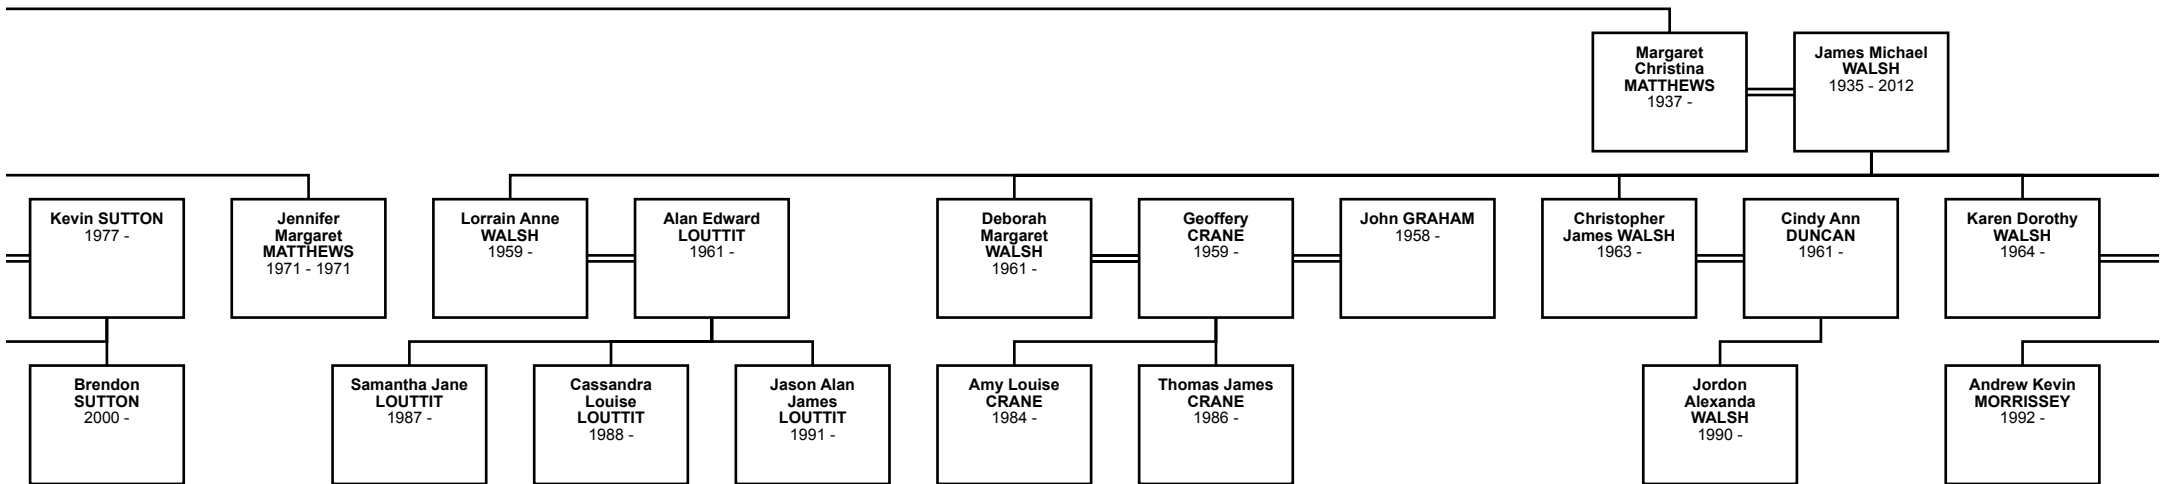 Margaret
Christina
MATTHEWS
1937 -
James Michael
WALSH
1935 - 2012
Kevin SUTTON
1977 -
Jennifer
Margaret
MATTHEWS
1971 - 1971
Lorrain Anne
WALSH
1959 -
Alan Edward
LOUTTIT
1961 -
Deborah
Margaret
WALSH
1961 -
Geoffery
CRANE
1959 -
John GRAHAM
1958 -
Christopher
James WALSH
1963 -
Cindy Ann
DUNCAN
1961 -
Karen Dorothy
WALSH
1964 -
Brendon
SUTTON
2000 -
Samantha Jane
LOUTTIT
1987 -
Cassandra
Louise
LOUTTIT
1988 -
Jason Alan
James
LOUTTIT
1991 -
Amy Louise
CRANE
1984 -
Thomas James
CRANE
1986 -
Jordon
Alexanda
WALSH
1990 -
Andrew Kevin
MORRISSEY
1992 -